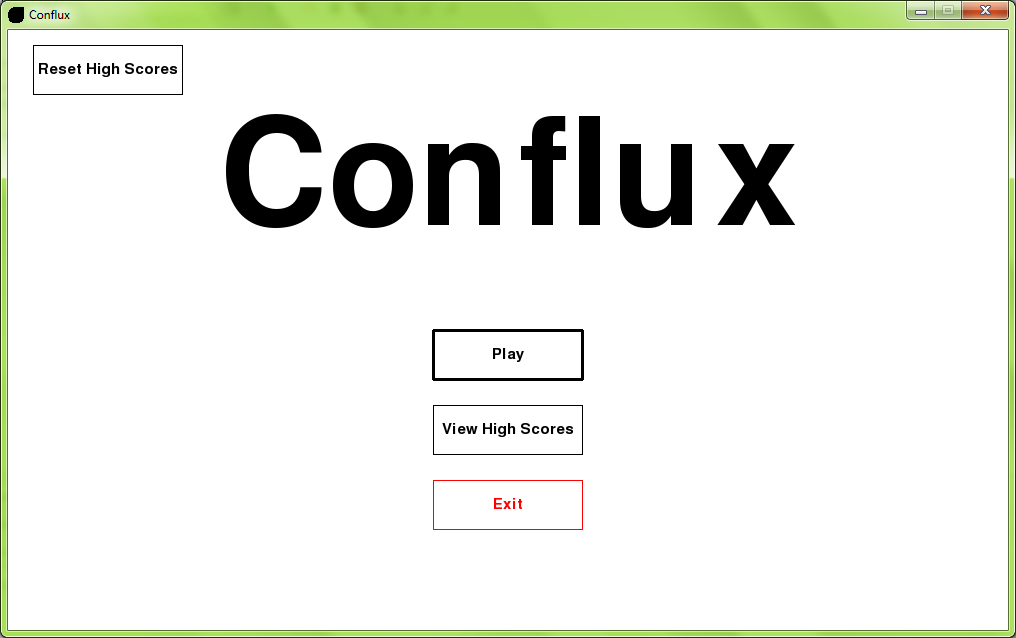 Conflux
Reset High Scores
Conflux
Play
View High Scores
Exit